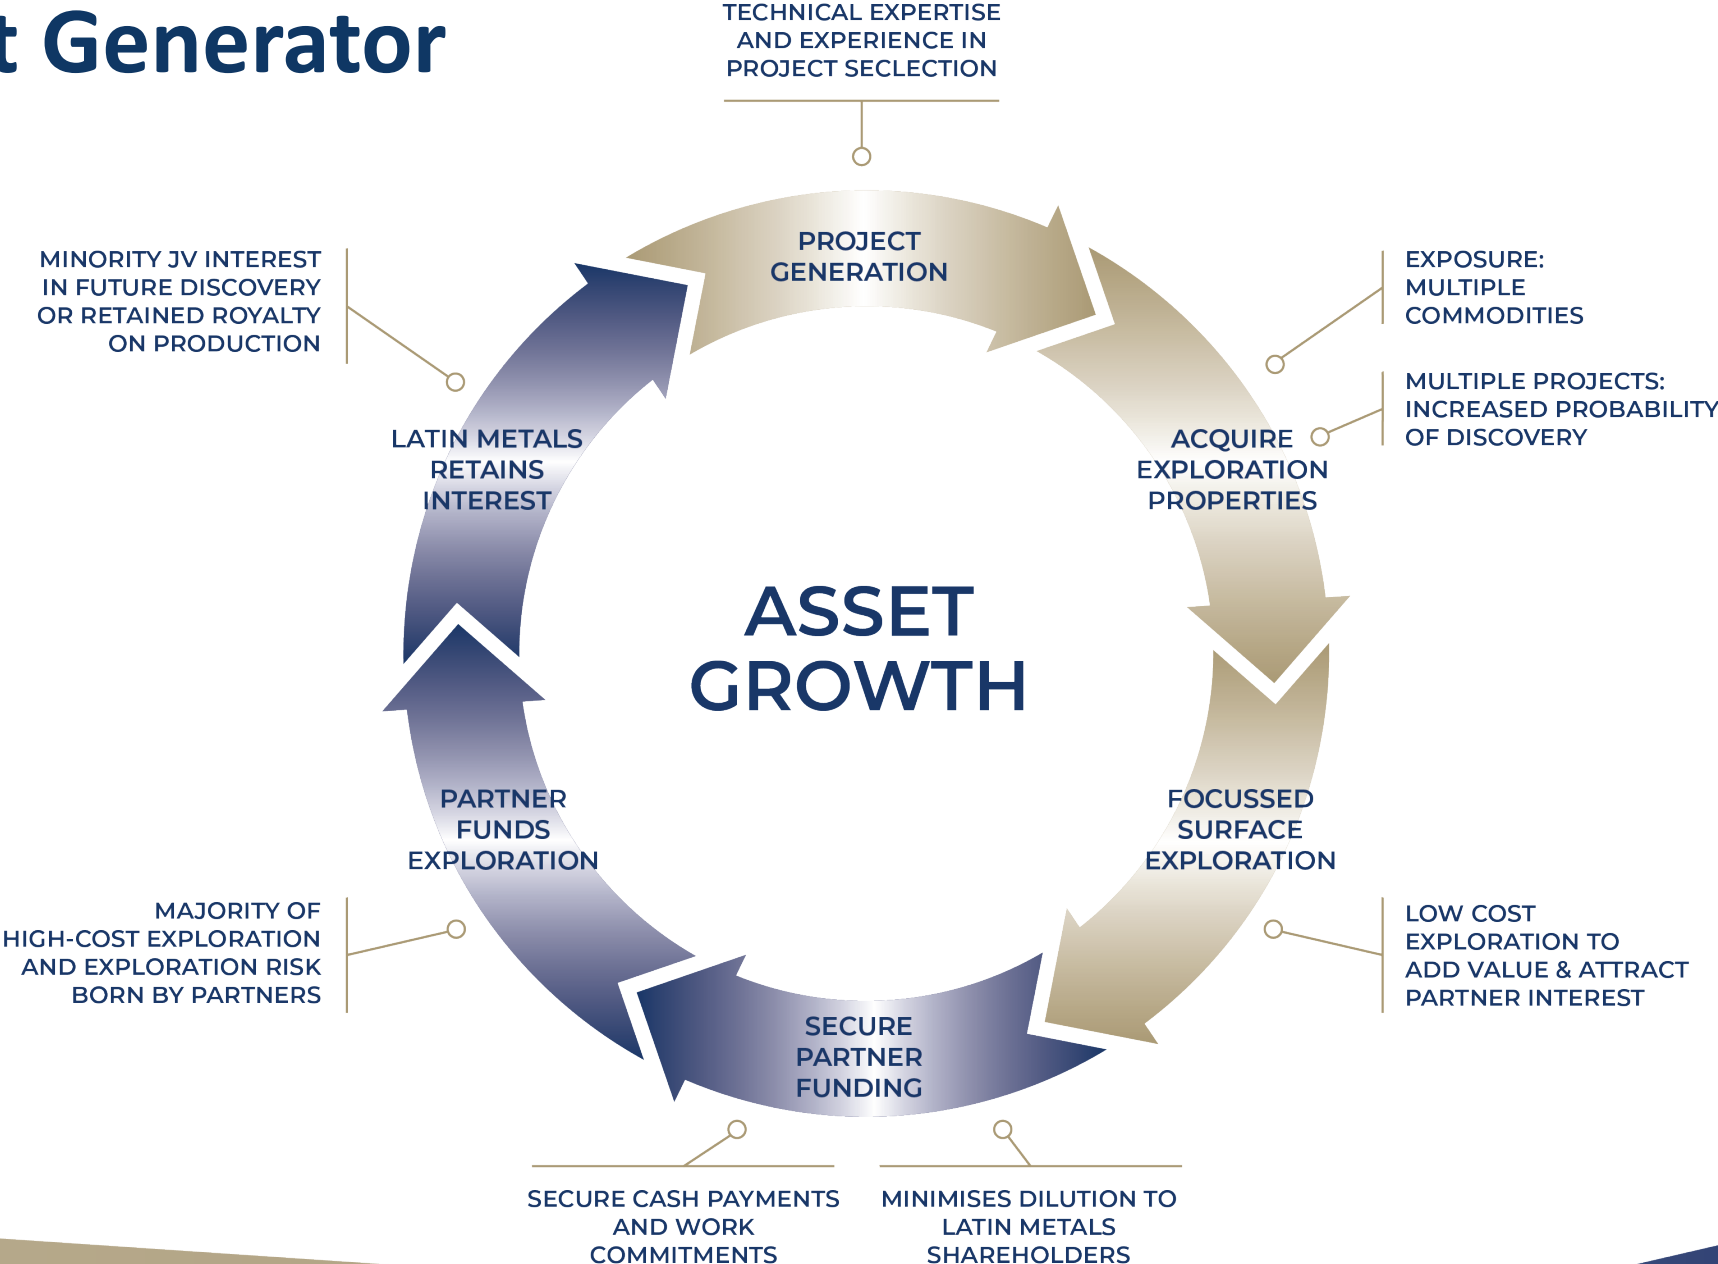 t Generator
TECHNICAL EXPERTISE
AND EXPERIENCE IN
PROJECT SECLECTION
PROJECT
GENERATION
EXPOSURE:
MULTIPLE
COMMODITIES
MULTIPLE PROJECTS:
INCREASED PROBABILITY
OF DISCOVERY
ACQUIRE
EXPLORATION
PROPERTIES
FOCUSSED
SURFACE
EXPLORATION
LOW COST
EXPLORATION TO
ADD VALUE & ATTRACT
PARTNER INTEREST
SECURE
PARTNER
FUNDING
MINIMISES DILUTION TO
LATIN METALS
SHAREHOLDERS
SECURE CASH PAYMENTS
AND WORK
COMMITMENTS
PARTNER
FUNDS
EXPLORATION
MAJORITY OF
HIGH-COST EXPLORATION
AND EXPLORATION RISK
BORN BY PARTNERS
LATIN METALS
RETAINS
INTEREST
MINORITY JV INTEREST
IN FUTURE DISCOVERY
OR RETAINED ROYALTY
ON PRODUCTION
ASSET
GROWTH